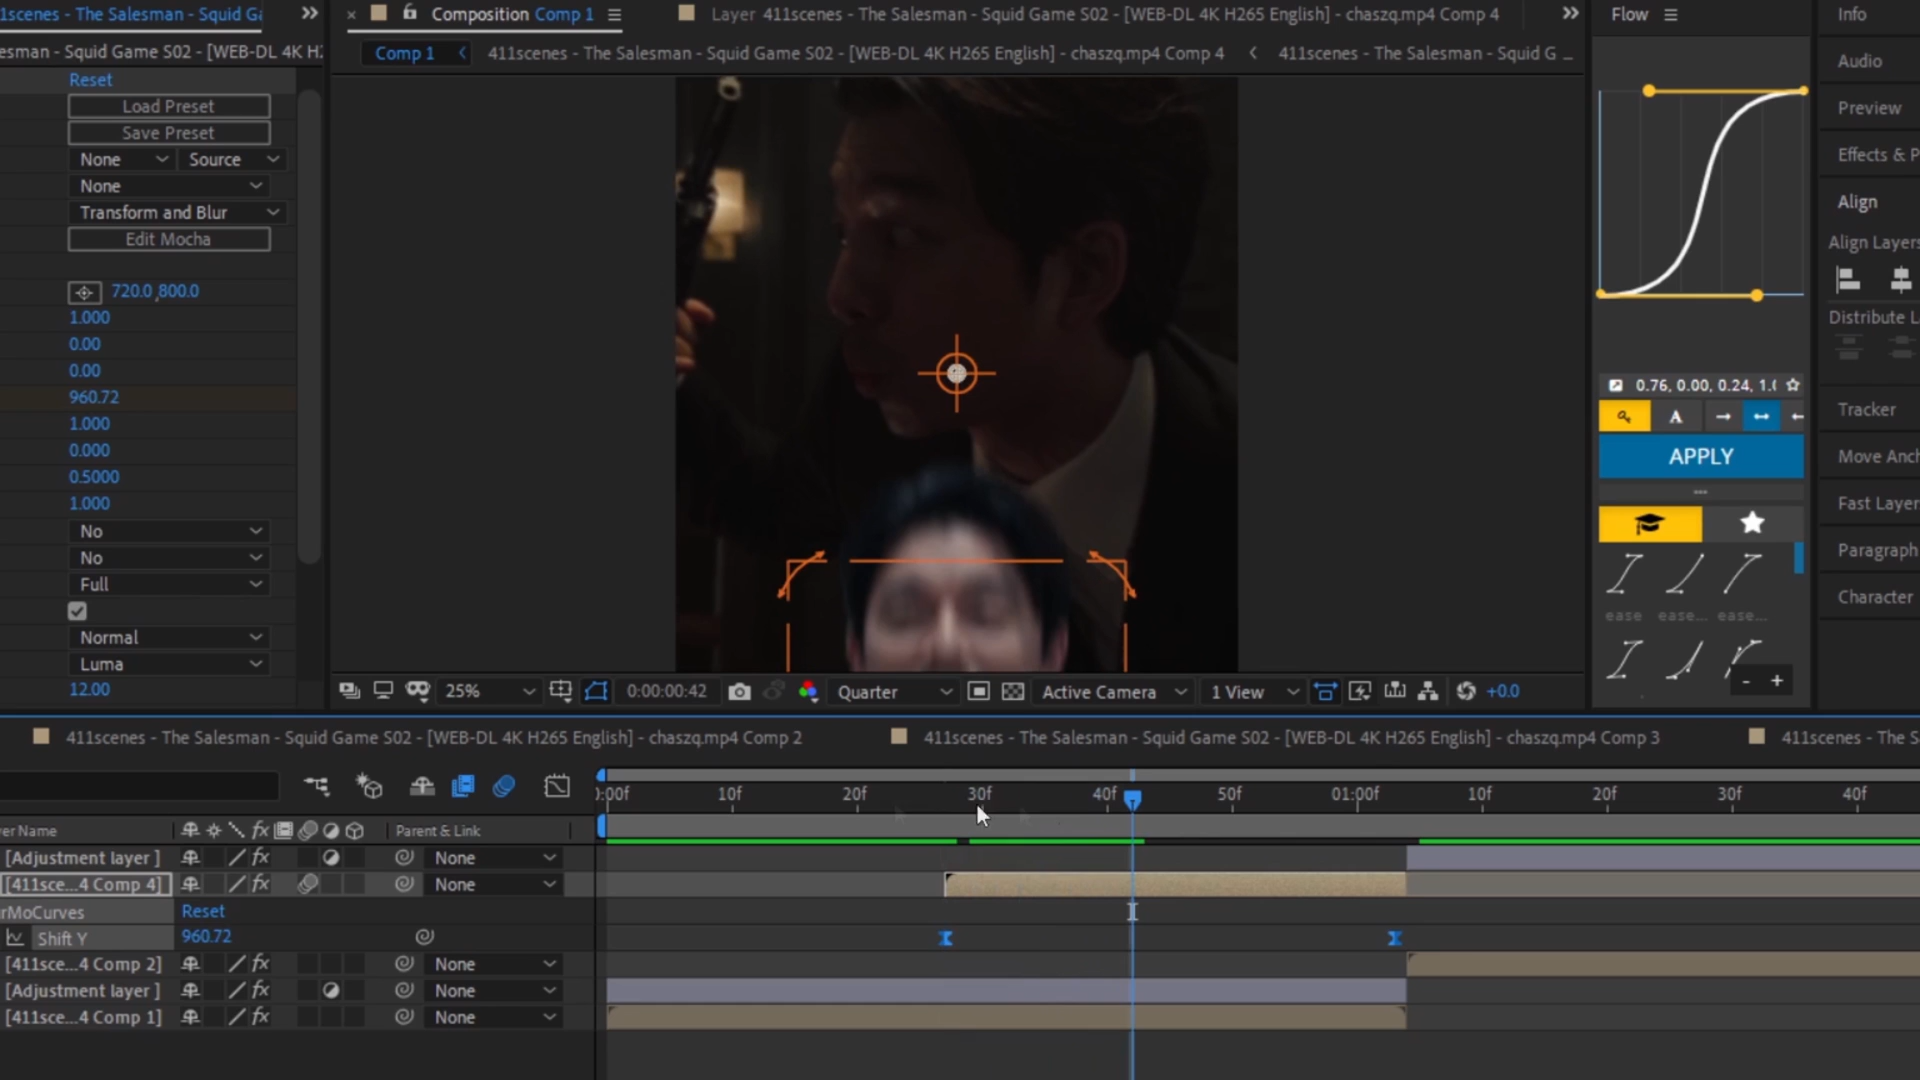 1scenes - The Salesman - Squid Ga
Composition Comp 1
Layer 411scenes - The Salesman - Squid Game S02 - [WEB-DL 4K H265 English] - chaszq.mp4 Comp 4
Flow
Info
esman - Squid Game S02 - [WEB-DL 4K H2
Comp 1
411scenes - The Salesman - Squid Game S02 - [WEB-DL 4K H265 English] - chaszq.mp4 Comp 4
411scenes - The Salesman - Squid G ...
Audio
Reset
Load Preset
Preview
Save Preset
None Source
Effects & P
None
Transform and Blur
Align
Edit Mocha
Align Layers
720.0 ,800.0
1.000
Distribute L
0.00
0.00
960.72
0.76, 0.00, 0.24, 1.(
Tracker
1.000
A
0.000
APPLY
Move Anch
0.5000
1.000
Fast Layer
No
No
Paragraph
Full
Character
ease ease... ease...
Normal
Luma
12.00
25%
0:00:00:42
Quarter
Active Camera
1 View
+0.0
- +
411scenes - The Salesman - Squid Game S02 - [WEB-DL 4K H265 English] - chaszq.mp4 Comp 2
411scenes - The Salesman - Squid Game S02 - [WEB-DL 4K H265 English] - chaszq.mp4 Comp 3
411scenes - The S
):00f 10f 20f 30f 40f 50f 01:00f 10f 20f 30f 40f
er Name
fx
Parent & Link
[Adjustment layer ] fx None
[411sce...4 Comp 4] fx None
rMoCurves Reset
Shift Y 960.72
[411sce...4 Comp 2] fx None
[Adjustment layer ] fx None
[411sce...4 Comp 1] fx None